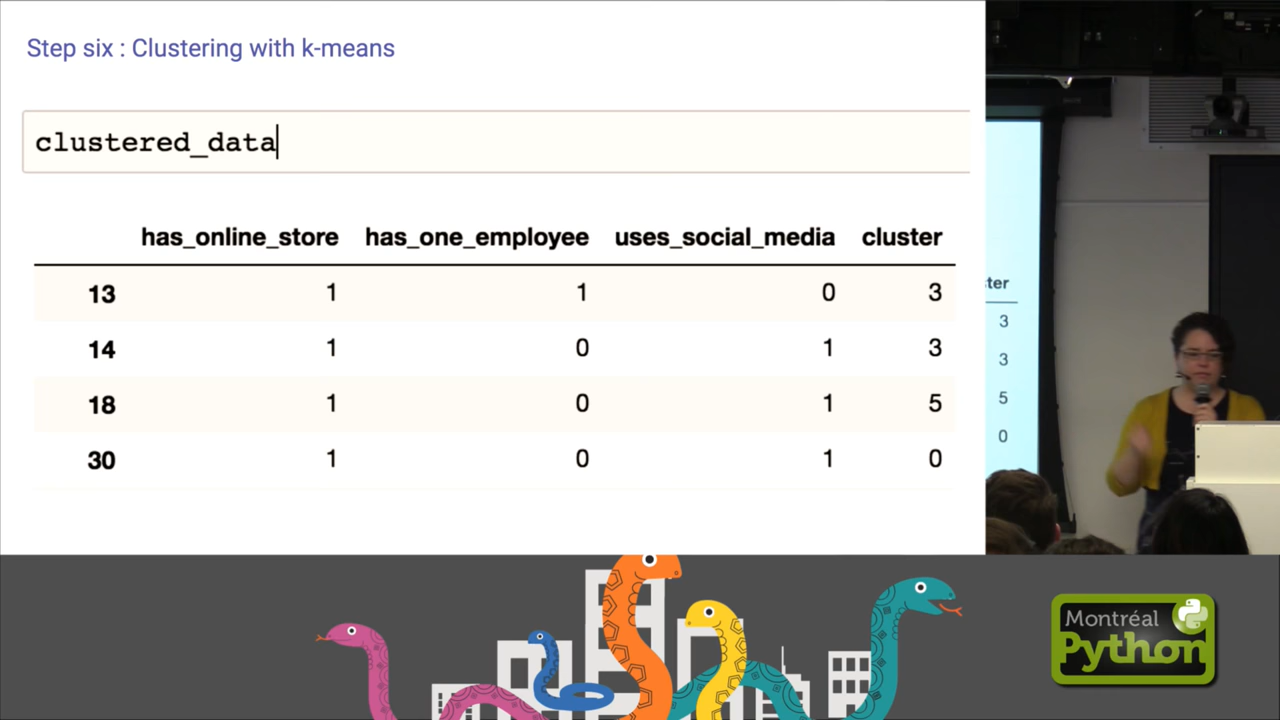 Step six : Clustering with k-means
clustered_data
has_online_store has_one_employee uses_social_media cluster
13 1 1 0 3
14 1 0 1 3
18 1 0 1 5
30 1 0 1 0
ter
3
3
5
0
Montréal
Python